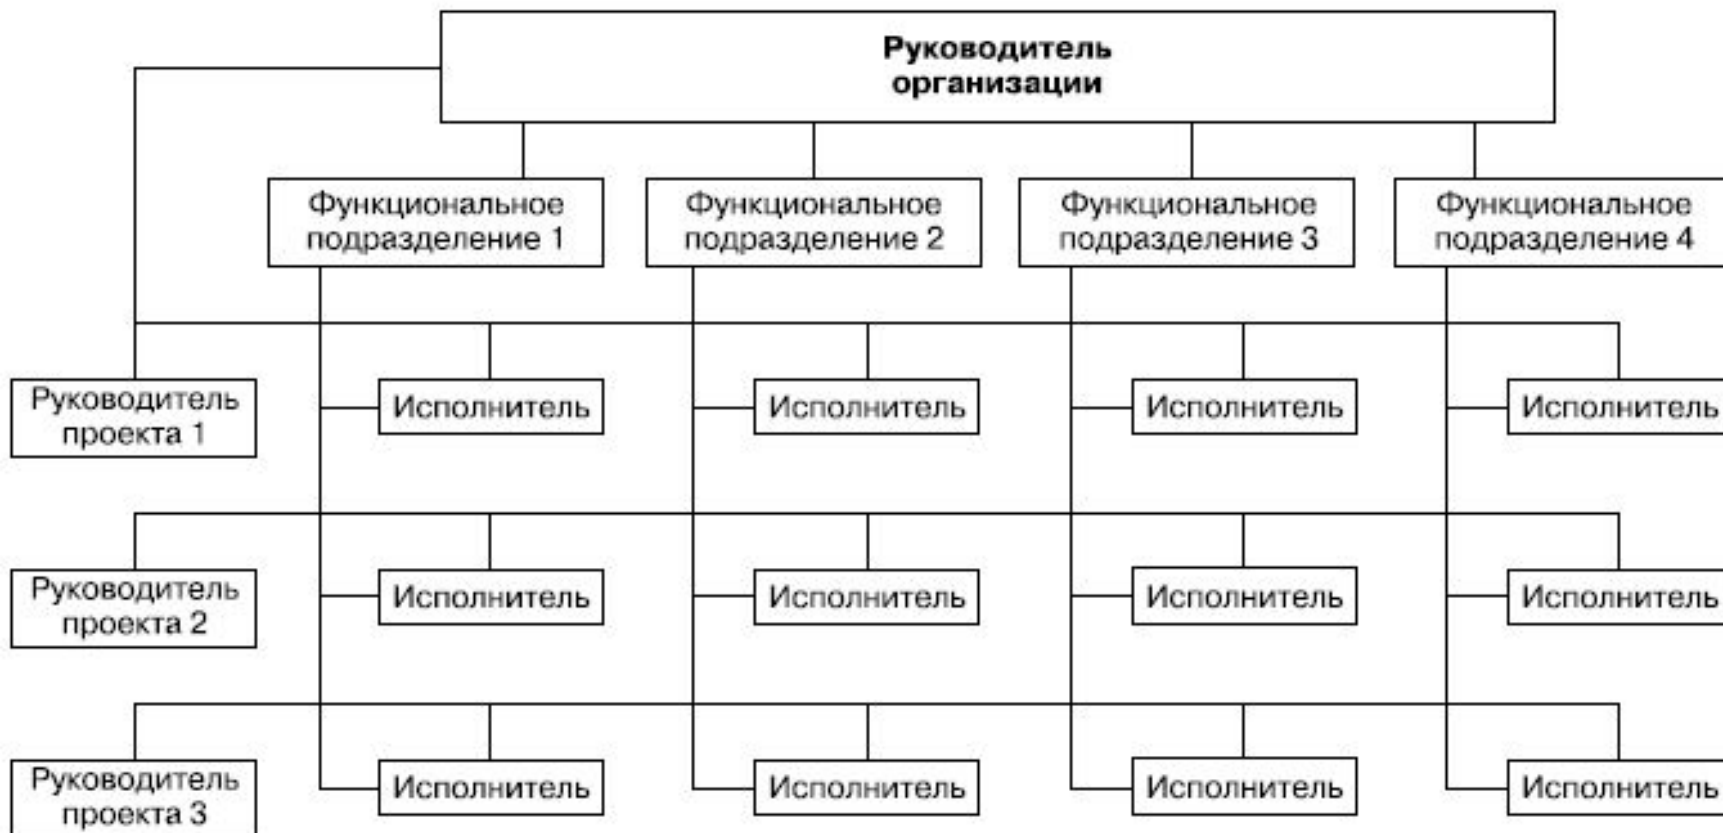 Руководитель
организации
Функциональное
подразделение 1
Функциональное
подразделение 2
Функциональное
подразделение 3
Функциональное
подразделение 4
Руководитель
проекта 1
Исполнитель
Исполнитель
Исполнитель
Исполнитель
Руководитель
проекта 2
Исполнитель
Исполнитель
Исполнитель
Исполнитель
Руководитель
проекта 3
Исполнитель
Исполнитель
Исполнитель
Исполнитель